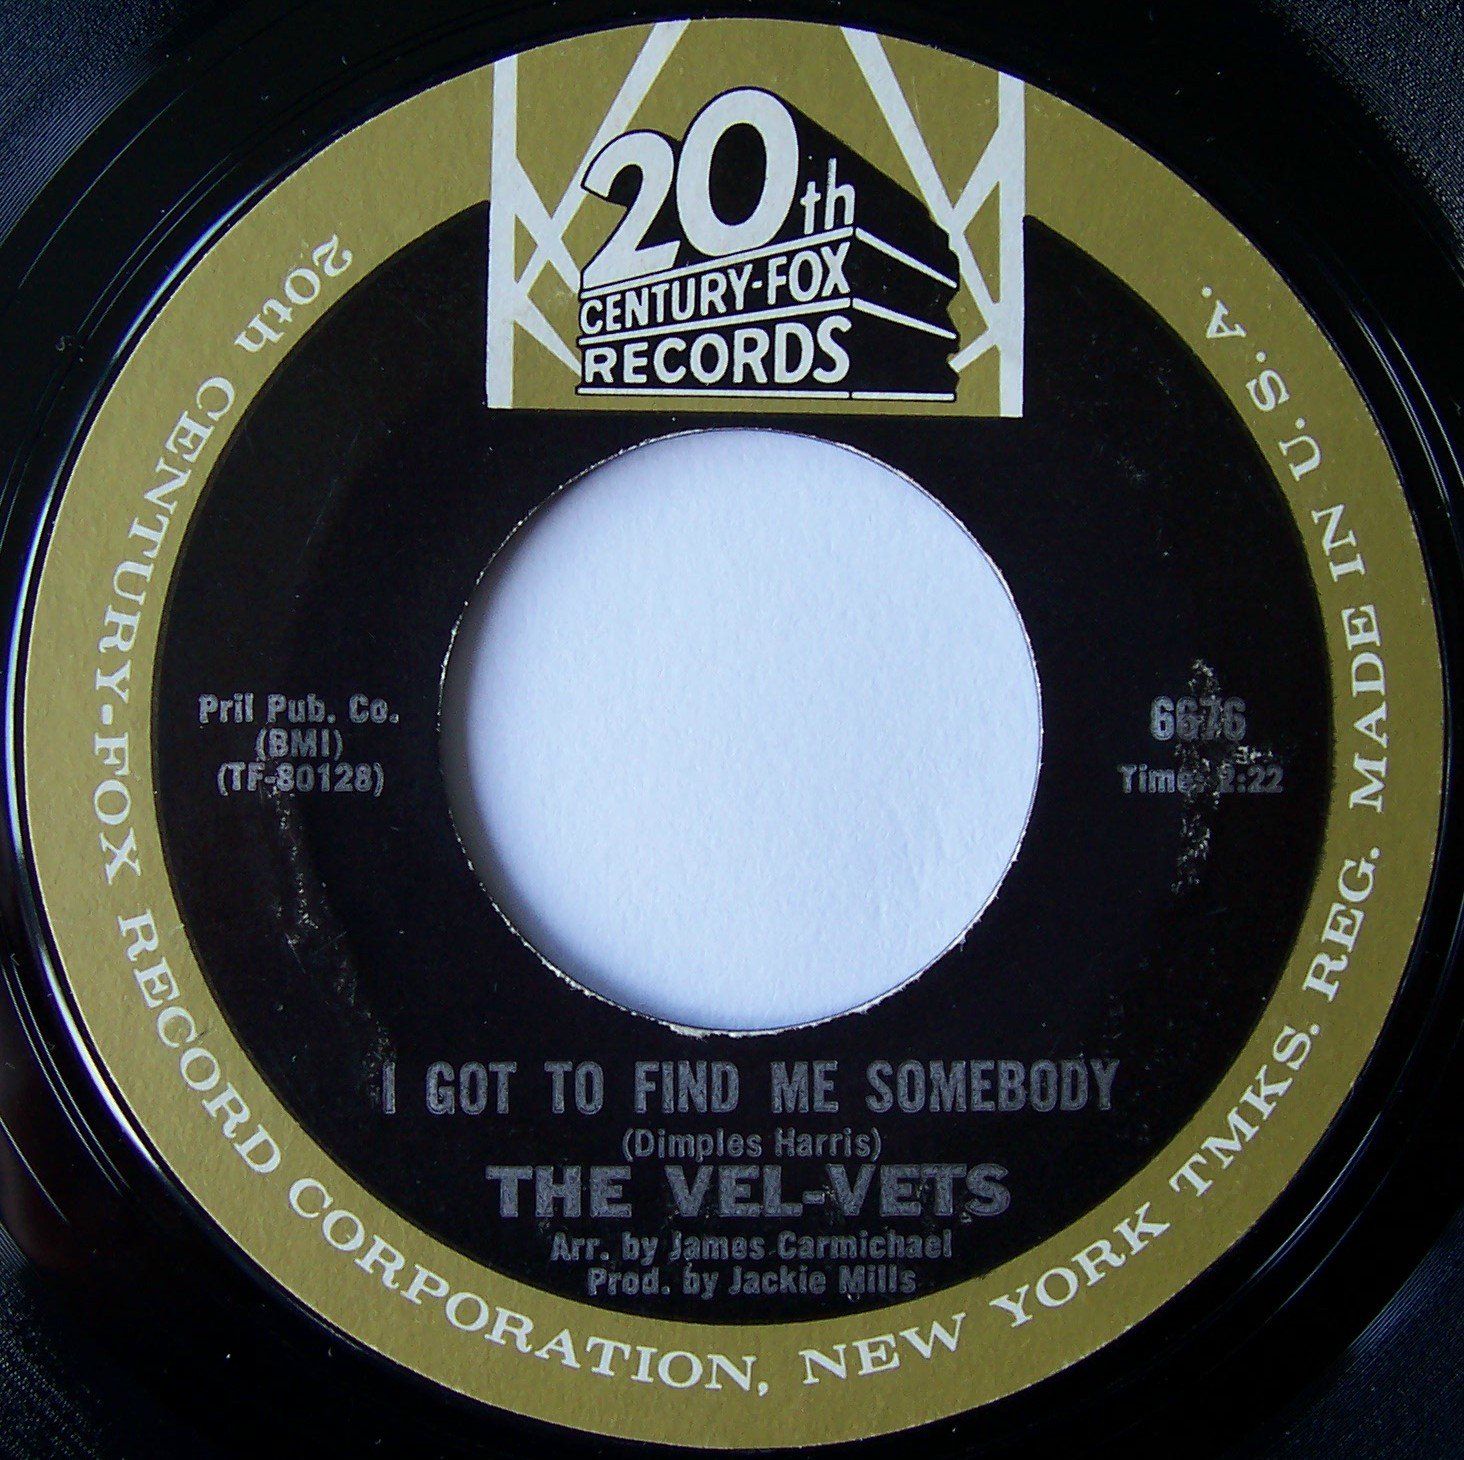 20th
CENTURY-FOX
RECORDS
20th CENTURY-FOX RECORD CORPORATION, NEW YORK TMKS. REG. MADE IN U.S.A.
Pril Pub. Co.
(BMI)
(TF-80128)
6676
Time: 2:22
I GOT TO FIND ME SOMEBODY
(Dimples Harris)
THE VEL-VETS
Arr. by James Carmichael
Prod. by Jackie Mills